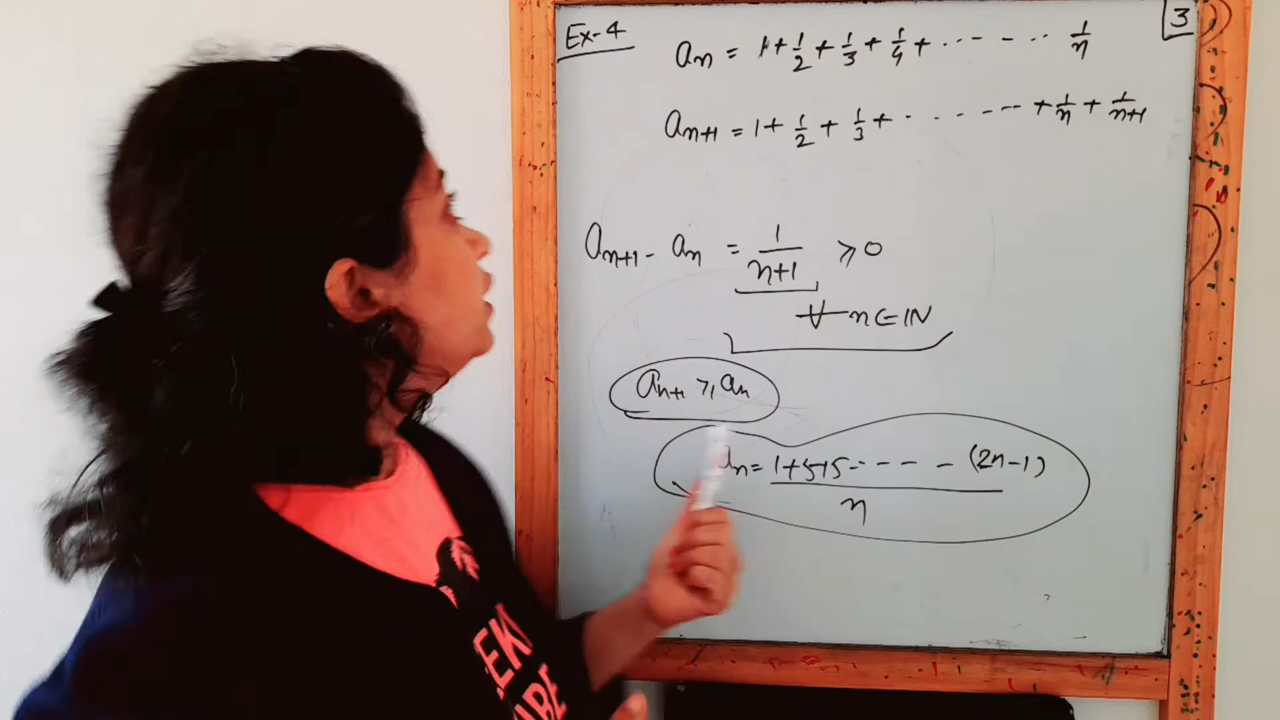 Ex-4
3
aₙ = 1 + 1/2 + 1/3 + 1/4 + ...... 1/n
aₙ₊₁ = 1 + 1/2 + 1/3 + ....... + 1/n + 1/n+1
aₙ₊₁ - aₙ = 1/n+1 ⩾ 0
∀ n ∈ IN
aₙ₊₁ ⩾ aₙ
aₙ = 1+3+5----- (2n-1) / n